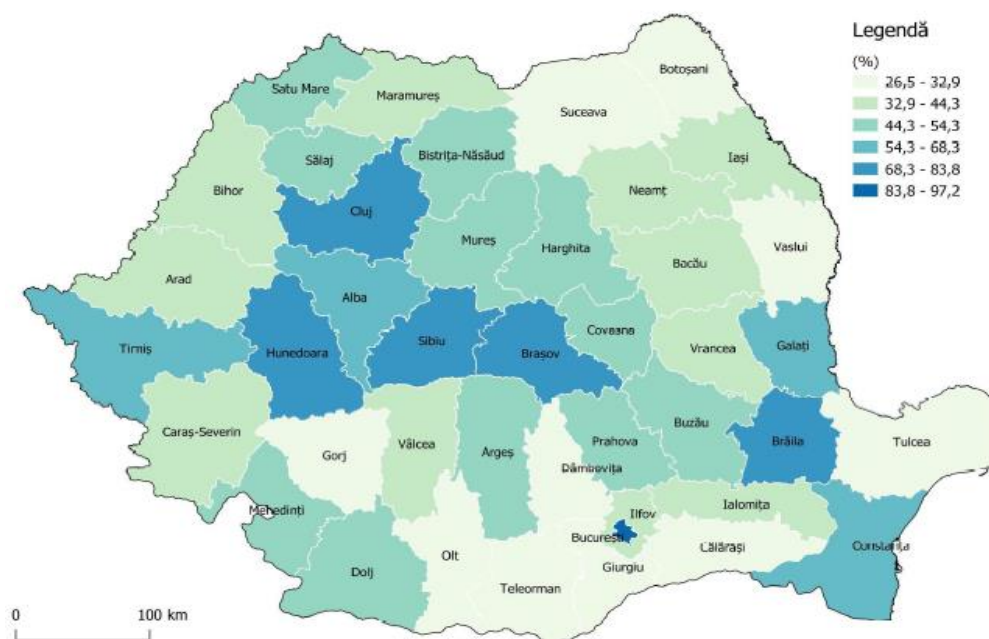 Legendă
(%)
26,5 - 32,9
32,9 - 44,3
44,3 - 54,3
54,3 - 68,3
68,3 - 83,8
83,8 - 97,2
Botoșani
Satu Mare
Maramureș
Suceava
Sălaj
Bistrița-Năsăud
Iași
Bihor
Neamț
Cluj
Mureș
Harghita
Vaslui
Bacău
Arad
Alba
Covasna
Timiș
Hunedoara
Sibiu
Brașov
Vrancea
Galați
Caraș-Severin
Gorj
Vâlcea
Argeș
Prahova
Buzău
Brăila
Tulcea
Dâmbovița
Mehedinți
Ilfov
Ialomița
București
Călărași
Constanța
Olt
Dolj
Giurgiu
Teleorman
0 100 km